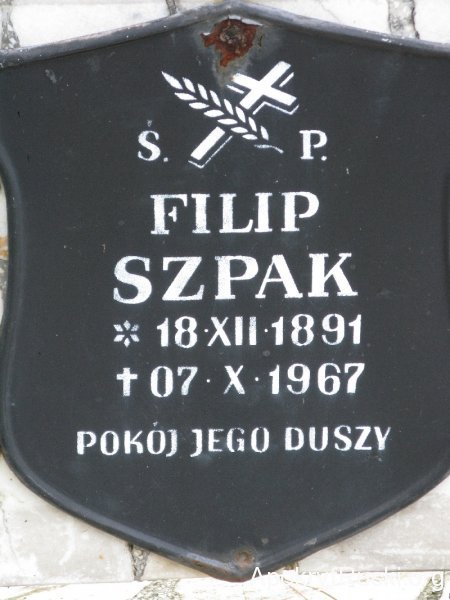 Ś. P.
FILIP
SZPAK
* 18·XII·1891
† 07·X·1967
POKÓJ JEGO DUSZY